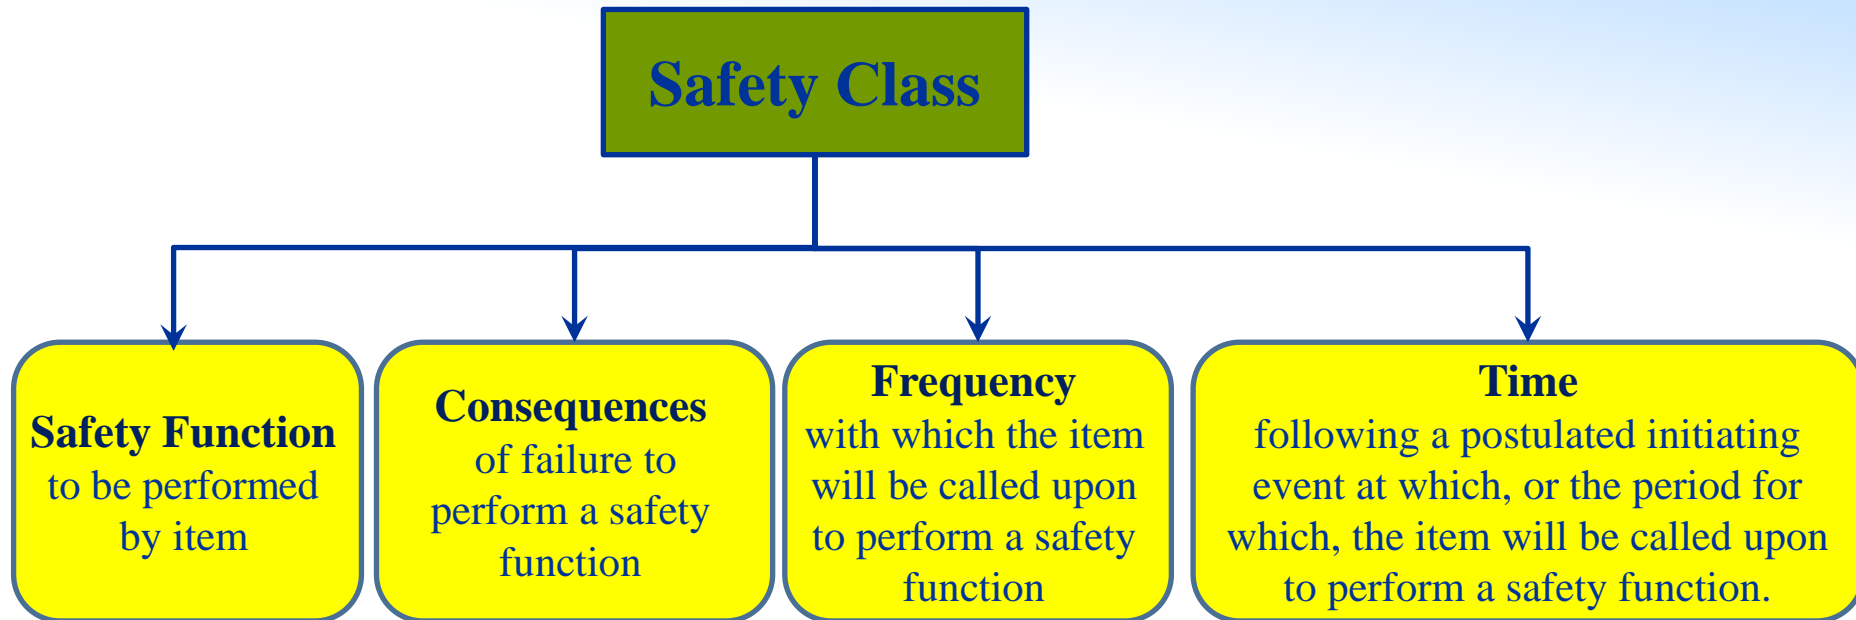 Safety Class
Safety Function
to be performed
by item
Consequences
of failure to
perform a safety
function
Frequency
with which the item
will be called upon
to perform a safety
function
Time
following a postulated initiating
event at which, or the period for
which, the item will be called upon
to perform a safety function.